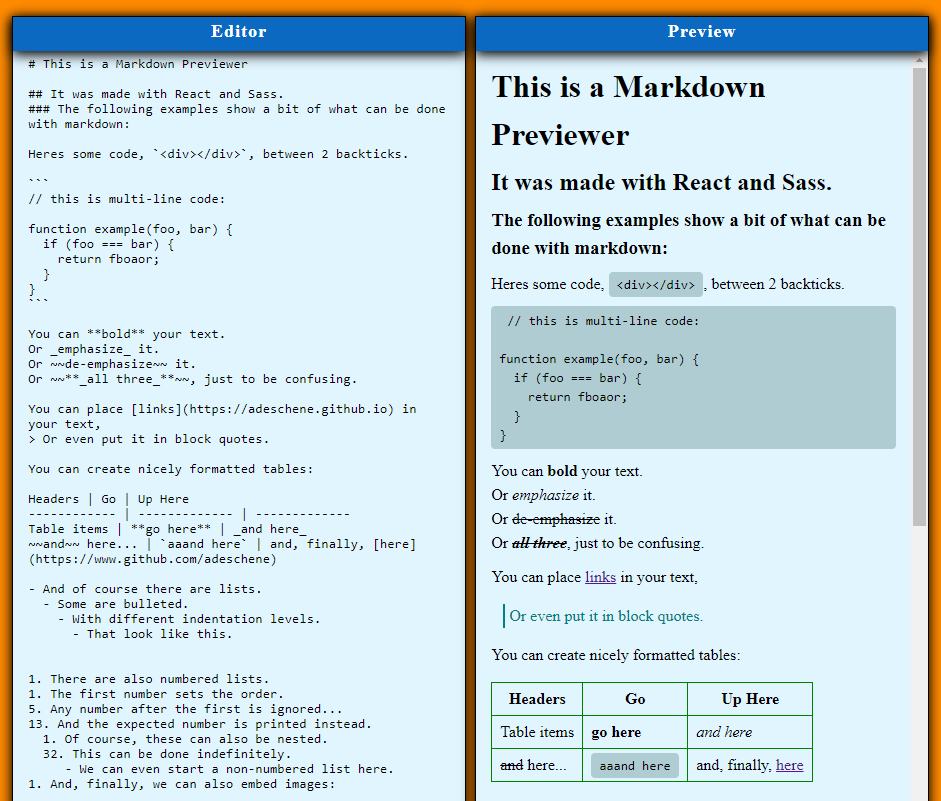 Editor
# This is a Markdown Previewer
## It was made with React and Sass.
### The following examples show a bit of what can be done
with markdown:
Heres some code, `<div></div>`, between 2 backticks.
```
// this is multi-line code:
function example(foo, bar) {
  if (foo === bar) {
    return fboaor;
  }
}
```
You can **bold** your text.
Or _emphasize_ it.
Or ~~de-emphasize~~ it.
Or ~~**_all three_**~~, just to be confusing.
You can place [links](https://adeschene.github.io) in
your text,
> Or even put it in block quotes.
You can create nicely formatted tables:
Headers | Go | Up Here
------------ | ------------- | -------------
Table items | **go here** | _and here_
~~and~~ here... | `aaand here` | and, finally, [here]
(https://www.github.com/adeschene)
- And of course there are lists.
  - Some are bulleted.
    - With different indentation levels.
      - That look like this.
1. There are also numbered lists.
1. The first number sets the order.
5. Any number after the first is ignored...
13. And the expected number is printed instead.
  1. Of course, these can also be nested.
  32. This can be done indefinitely.
     - We can even start a non-numbered list here.
1. And, finally, we can also embed images:
Preview
This is a Markdown
Previewer
It was made with React and Sass.
The following examples show a bit of what can be
done with markdown:
Heres some code, <div></div>, between 2 backticks.
// this is multi-line code:
function example(foo, bar) {
  if (foo === bar) {
    return fboaor;
  }
}
You can bold your text.
Or emphasize it.
Or de-emphasize it.
Or all three, just to be confusing.
You can place links in your text,
Or even put it in block quotes.
You can create nicely formatted tables:
Headers Go Up Here
Table items go here and here
and here... aaand here and, finally, here